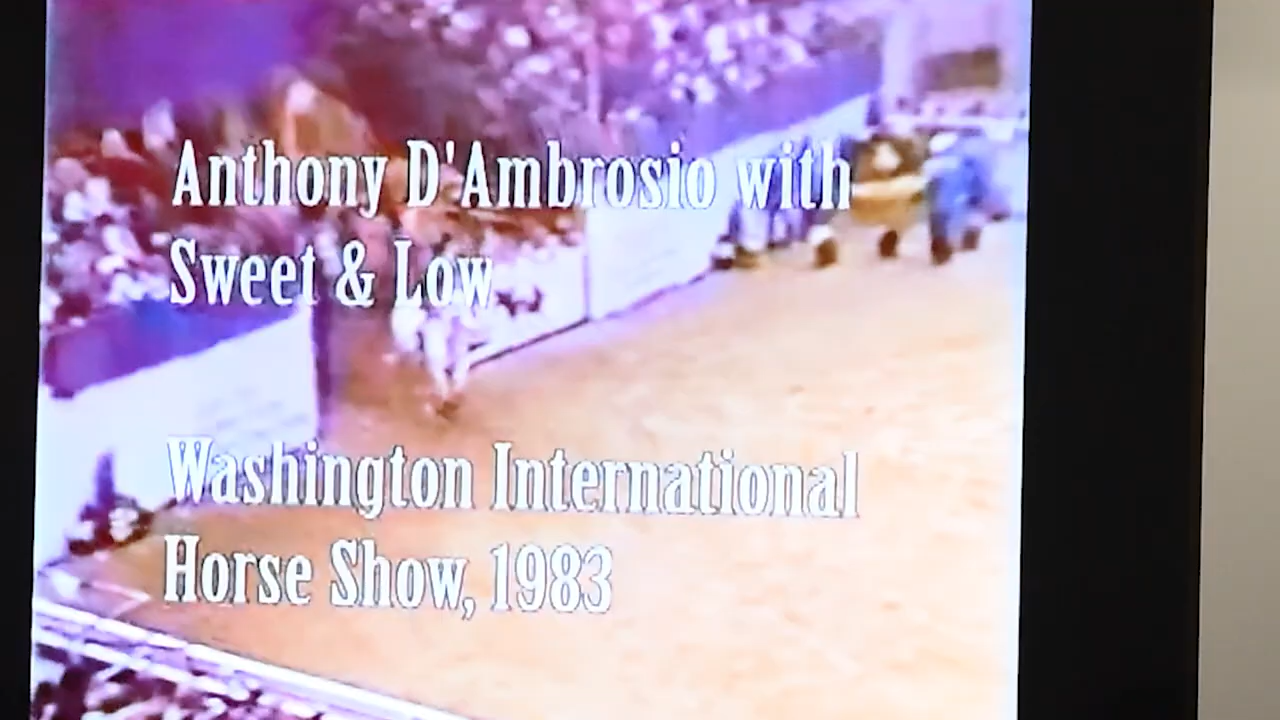 Anthony D'Ambrosio with
Sweet & Low
Washington International
Horse Show, 1983